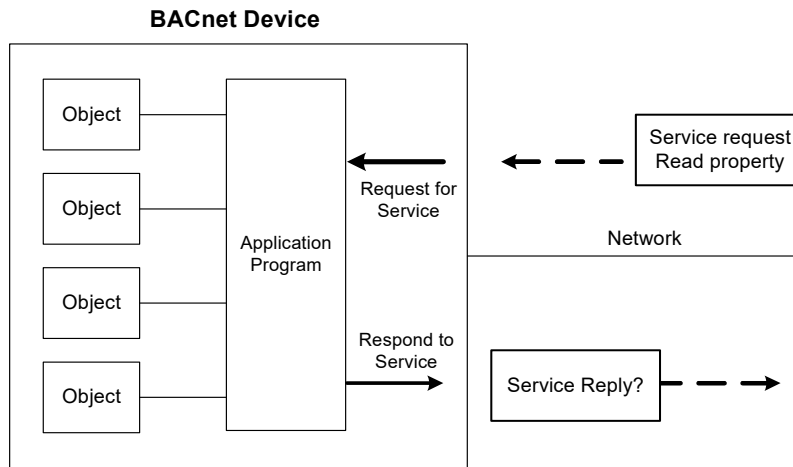 BACnet Device
Object
Object
Object
Object
Application
Program
Request for
Service
Respond to
Service
Service request
Read property
Network
Service Reply?